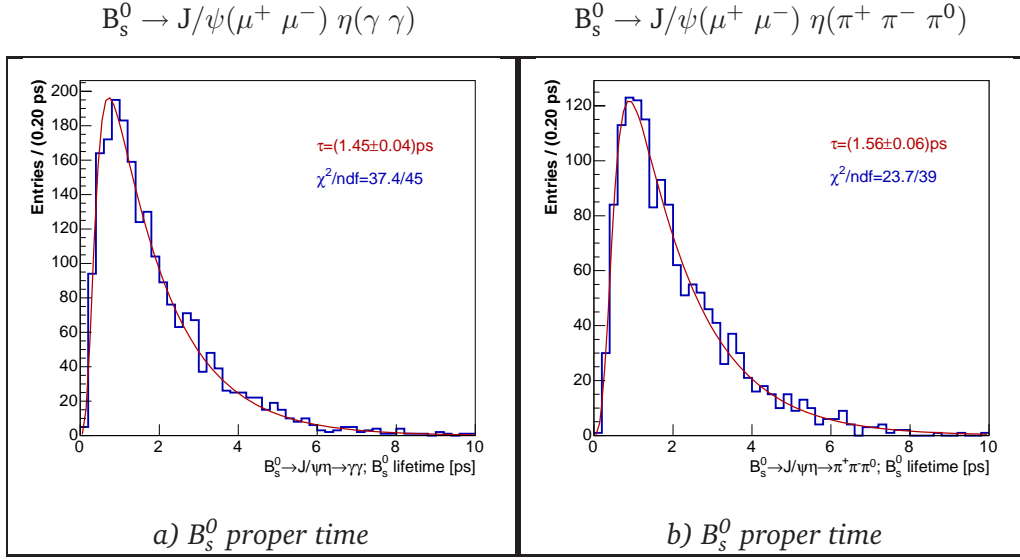 B⁰ₛ → J/ψ(μ⁺ μ⁻) η(γ γ)
B⁰ₛ → J/ψ(μ⁺ μ⁻) η(π⁺ π⁻ π⁰)
Entries / (0.20 ps)
200
180
160
140
120
100
80
60
40
20
0
τ=(1.45±0.04)ps
χ²/ndf=37.4/45
0 2 4 6 8 10
B⁰ₛ→J/ψη→γγ; B⁰ₛ lifetime [ps]
a) B⁰ₛ proper time
Entries / (0.20 ps)
120
100
80
60
40
20
0
τ=(1.56±0.06)ps
χ²/ndf=23.7/39
0 2 4 6 8 10
B⁰ₛ→J/ψη→π⁺π⁻π⁰; B⁰ₛ lifetime [ps]
b) B⁰ₛ proper time